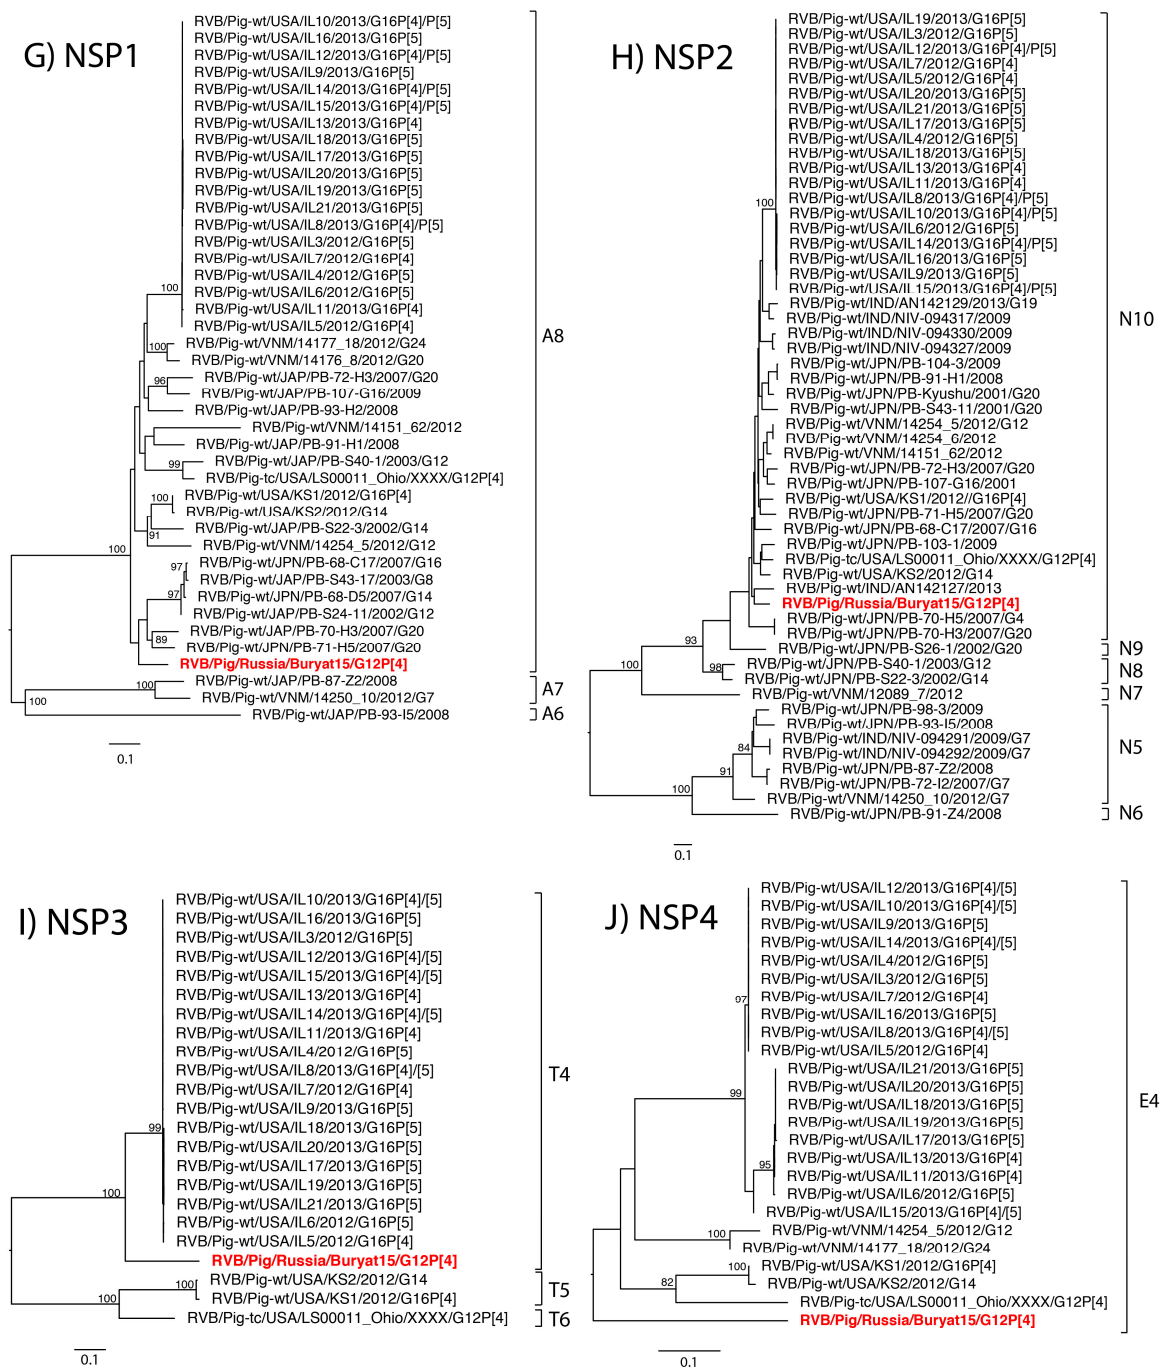 G) NSP1
RVB/Pig-wt/USA/IL10/2013/G16P[4]/P[5]
RVB/Pig-wt/USA/IL16/2013/G16P[5]
RVB/Pig-wt/USA/IL12/2013/G16P[4]/P[5]
RVB/Pig-wt/USA/IL9/2013/G16P[5]
RVB/Pig-wt/USA/IL14/2013/G16P[4]/P[5]
RVB/Pig-wt/USA/IL15/2013/G16P[4]/P[5]
RVB/Pig-wt/USA/IL13/2013/G16P[4]
RVB/Pig-wt/USA/IL18/2013/G16P[5]
RVB/Pig-wt/USA/IL17/2013/G16P[5]
RVB/Pig-wt/USA/IL20/2013/G16P[5]
RVB/Pig-wt/USA/IL19/2013/G16P[5]
RVB/Pig-wt/USA/IL21/2013/G16P[5]
RVB/Pig-wt/USA/IL8/2013/G16P[4]/P[5]
RVB/Pig-wt/USA/IL3/2012/G16P[5]
RVB/Pig-wt/USA/IL7/2012/G16P[4]
RVB/Pig-wt/USA/IL4/2012/G16P[5]
RVB/Pig-wt/USA/IL6/2012/G16P[5]
100
RVB/Pig-wt/USA/IL11/2013/G16P[4]
RVB/Pig-wt/USA/IL5/2012/G16P[4]
A8
RVB/Pig-wt/VNM/14177_18/2012/G24
100
RVB/Pig-wt/VNM/14176_8/2012/G20
RVB/Pig-wt/JAP/PB-72-H3/2007/G20
96
RVB/Pig-wt/JAP/PB-107-G16/2009
RVB/Pig-wt/JAP/PB-93-H2/2008
RVB/Pig-wt/VNM/14151_62/2012
RVB/Pig-wt/JAP/PB-91-H1/2008
RVB/Pig-wt/JAP/PB-S40-1/2003/G12
99
RVB/Pig-tc/USA/LS00011_Ohio/XXXX/G12P[4]
RVB/Pig-wt/USA/KS1/2012/G16P[4]
100
RVB/Pig-wt/USA/KS2/2012/G14
RVB/Pig-wt/JAP/PB-S22-3/2002/G14
91
RVB/Pig-wt/VNM/14254_5/2012/G12
100
RVB/Pig-wt/JPN/PB-68-C17/2007/G16
97
RVB/Pig-wt/JAP/PB-S43-17/2003/G8
97
RVB/Pig-wt/JPN/PB-68-D5/2007/G14
RVB/Pig-wt/JAP/PB-S24-11/2002/G12
RVB/Pig-wt/JAP/PB-70-H3/2007/G20
89
RVB/Pig-wt/JPN/PB-71-H5/2007/G20
RVB/Pig/Russia/Buryat15/G12P[4]
RVB/Pig-wt/JAP/PB-87-Z2/2008
100
A7
RVB/Pig-wt/VNM/14250_10/2012/G7
100
RVB/Pig-wt/JAP/PB-93-I5/2008
A6
0.1
H) NSP2
RVB/Pig-wt/USA/IL19/2013/G16P[5]
RVB/Pig-wt/USA/IL3/2012/G16P[5]
RVB/Pig-wt/USA/IL12/2013/G16P[4]/P[5]
RVB/Pig-wt/USA/IL7/2012/G16P[4]
RVB/Pig-wt/USA/IL5/2012/G16P[4]
RVB/Pig-wt/USA/IL20/2013/G16P[5]
RVB/Pig-wt/USA/IL21/2013/G16P[5]
RVB/Pig-wt/USA/IL17/2013/G16P[5]
RVB/Pig-wt/USA/IL4/2012/G16P[5]
RVB/Pig-wt/USA/IL18/2013/G16P[5]
RVB/Pig-wt/USA/IL13/2013/G16P[4]
RVB/Pig-wt/USA/IL11/2013/G16P[4]
RVB/Pig-wt/USA/IL8/2013/G16P[4]/P[5]
100
RVB/Pig-wt/USA/IL10/2013/G16P[4]/P[5]
RVB/Pig-wt/USA/IL6/2012/G16P[5]
RVB/Pig-wt/USA/IL14/2013/G16P[4]/P[5]
RVB/Pig-wt/USA/IL16/2013/G16P[5]
RVB/Pig-wt/USA/IL9/2013/G16P[5]
RVB/Pig-wt/USA/IL15/2013/G16P[4]/P[5]
RVB/Pig-wt/IND/AN142129/2013/G19
RVB/Pig-wt/IND/NIV-094317/2009
N10
RVB/Pig-wt/IND/NIV-094330/2009
RVB/Pig-wt/IND/NIV-094327/2009
RVB/Pig-wt/JPN/PB-104-3/2009
RVB/Pig-wt/JPN/PB-91-H1/2008
RVB/Pig-wt/JPN/PB-Kyushu/2001/G20
RVB/Pig-wt/JPN/PB-S43-11/2001/G20
RVB/Pig-wt/VNM/14254_5/2012/G12
RVB/Pig-wt/VNM/14254_6/2012
RVB/Pig-wt/VNM/14151_62/2012
RVB/Pig-wt/JPN/PB-72-H3/2007/G20
RVB/Pig-wt/JPN/PB-107-G16/2001
RVB/Pig-wt/USA/KS1/2012//G16P[4]
RVB/Pig-wt/JPN/PB-71-H5/2007/G20
RVB/Pig-wt/JPN/PB-68-C17/2007/G16
RVB/Pig-wt/JPN/PB-103-1/2009
RVB/Pig-tc/USA/LS00011_Ohio/XXXX/G12P[4]
RVB/Pig-wt/USA/KS2/2012/G14
RVB/Pig-wt/IND/AN142127/2013
RVB/Pig/Russia/Buryat15/G12P[4]
RVB/Pig-wt/JPN/PB-70-H5/2007/G4
RVB/Pig-wt/JPN/PB-70-H3/2007/G20
93
RVB/Pig-wt/JPN/PB-S26-1/2002/G20
N9
RVB/Pig-wt/JPN/PB-S40-1/2003/G12
100
98
N8
RVB/Pig-wt/JPN/PB-S22-3/2002/G14
RVB/Pig-wt/VNM/12089_7/2012
N7
RVB/Pig-wt/JPN/PB-98-3/2009
RVB/Pig-wt/JPN/PB-93-I5/2008
RVB/Pig-wt/IND/NIV-094291/2009/G7
84
N5
RVB/Pig-wt/IND/NIV-094292/2009/G7
RVB/Pig-wt/JPN/PB-87-Z2/2008
91
RVB/Pig-wt/JPN/PB-72-I2/2007/G7
100
RVB/Pig-wt/VNM/14250_10/2012/G7
RVB/Pig-wt/JPN/PB-91-Z4/2008
N6
0.1
I) NSP3
RVB/Pig-wt/USA/IL10/2013/G16P[4]/[5]
RVB/Pig-wt/USA/IL16/2013/G16P[5]
RVB/Pig-wt/USA/IL3/2012/G16P[5]
RVB/Pig-wt/USA/IL12/2013/G16P[4]/[5]
RVB/Pig-wt/USA/IL15/2013/G16P[4]/[5]
RVB/Pig-wt/USA/IL13/2013/G16P[4]
RVB/Pig-wt/USA/IL14/2013/G16P[4]/[5]
RVB/Pig-wt/USA/IL11/2013/G16P[4]
RVB/Pig-wt/USA/IL4/2012/G16P[5]
RVB/Pig-wt/USA/IL8/2013/G16P[4]/[5]
T4
RVB/Pig-wt/USA/IL7/2012/G16P[4]
RVB/Pig-wt/USA/IL9/2013/G16P[5]
99
RVB/Pig-wt/USA/IL18/2013/G16P[5]
RVB/Pig-wt/USA/IL20/2013/G16P[5]
RVB/Pig-wt/USA/IL17/2013/G16P[5]
RVB/Pig-wt/USA/IL19/2013/G16P[5]
100
RVB/Pig-wt/USA/IL21/2013/G16P[5]
RVB/Pig-wt/USA/IL6/2012/G16P[5]
RVB/Pig-wt/USA/IL5/2012/G16P[4]
RVB/Pig/Russia/Buryat15/G12P[4]
RVB/Pig-wt/USA/KS2/2012/G14
100
T5
100
RVB/Pig-wt/USA/KS1/2012/G16P[4]
RVB/Pig-tc/USA/LS00011_Ohio/XXXX/G12P[4]
T6
0.1
J) NSP4
RVB/Pig-wt/USA/IL12/2013/G16P[4]/[5]
RVB/Pig-wt/USA/IL10/2013/G16P[4]/[5]
RVB/Pig-wt/USA/IL9/2013/G16P[5]
RVB/Pig-wt/USA/IL14/2013/G16P[4]/[5]
RVB/Pig-wt/USA/IL4/2012/G16P[5]
RVB/Pig-wt/USA/IL3/2012/G16P[5]
97
RVB/Pig-wt/USA/IL7/2012/G16P[4]
RVB/Pig-wt/USA/IL16/2013/G16P[5]
RVB/Pig-wt/USA/IL8/2013/G16P[4]/[5]
RVB/Pig-wt/USA/IL5/2012/G16P[4]
RVB/Pig-wt/USA/IL21/2013/G16P[5]
RVB/Pig-wt/USA/IL20/2013/G16P[5]
99
RVB/Pig-wt/USA/IL18/2013/G16P[5]
E4
RVB/Pig-wt/USA/IL19/2013/G16P[5]
RVB/Pig-wt/USA/IL17/2013/G16P[5]
RVB/Pig-wt/USA/IL13/2013/G16P[4]
95
RVB/Pig-wt/USA/IL11/2013/G16P[4]
RVB/Pig-wt/USA/IL6/2012/G16P[5]
RVB/Pig-wt/USA/IL15/2013/G16P[4]/[5]
RVB/Pig-wt/VNM/14254_5/2012/G12
100
RVB/Pig-wt/VNM/14177_18/2012/G24
RVB/Pig-wt/USA/KS1/2012/G16P[4]
100
RVB/Pig-wt/USA/KS2/2012/G14
82
RVB/Pig-tc/USA/LS00011_Ohio/XXXX/G12P[4]
RVB/Pig/Russia/Buryat15/G12P[4]
0.1